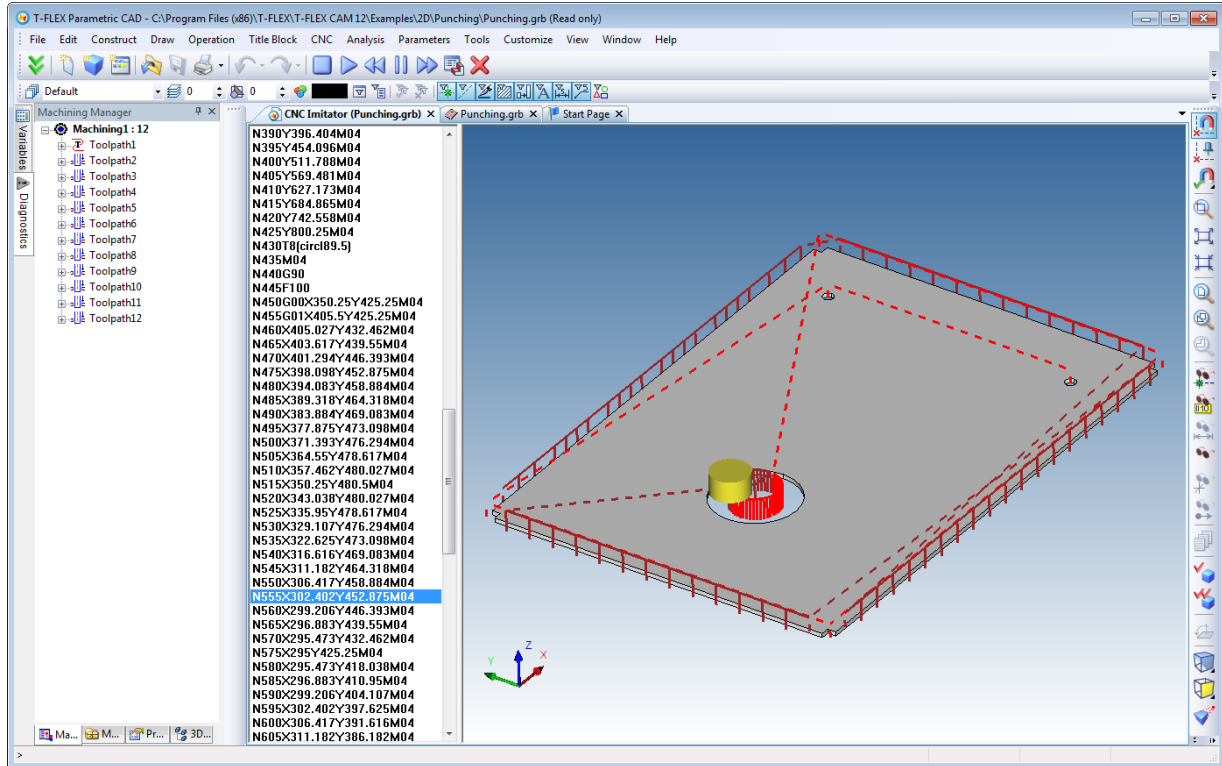 T-FLEX Parametric CAD - C:\Program Files (x86)\T-FLEX\T-FLEX CAM 12\Examples\2D\Punching\Punching.grb (Read only)
File Edit Construct Draw Operation Title Block CNC Analysis Parameters Tools Customize View Window Help
Default 0 0
Machining Manager
CNC Imitator (Punching.grb) Punching.grb Start Page
Variables
Diagnostics
Machining1 : 12
Toolpath1
Toolpath2
Toolpath3
Toolpath4
Toolpath5
Toolpath6
Toolpath7
Toolpath8
Toolpath9
Toolpath10
Toolpath11
Toolpath12
N390Y396.404M04
N395Y454.096M04
N400Y511.788M04
N405Y569.481M04
N410Y627.173M04
N415Y684.865M04
N420Y742.558M04
N425Y800.25M04
N430T8(circl89.5)
N435M04
N440G90
N445F100
N450G00X350.25Y425.25M04
N455G01X405.5Y425.25M04
N460X405.027Y432.462M04
N465X403.617Y439.55M04
N470X401.294Y446.393M04
N475X398.098Y452.875M04
N480X394.083Y458.884M04
N485X389.318Y464.318M04
N490X383.884Y469.083M04
N495X377.875Y473.098M04
N500X371.393Y476.294M04
N505X364.55Y478.617M04
N510X357.462Y480.027M04
N515X350.25Y480.5M04
N520X343.038Y480.027M04
N525X335.95Y478.617M04
N530X329.107Y476.294M04
N535X322.625Y473.098M04
N540X316.616Y469.083M04
N545X311.182Y464.318M04
N550X306.417Y458.884M04
N555X302.402Y452.875M04
N560X299.206Y446.393M04
N565X296.883Y439.55M04
N570X295.473Y432.462M04
N575X295Y425.25M04
N580X295.473Y418.038M04
N585X296.883Y410.95M04
N590X299.206Y404.107M04
N595X302.402Y397.625M04
N600X306.417Y391.616M04
N605X311.182Y386.182M04
Z
Y
X
Ma... M... Pr... 3D...
>